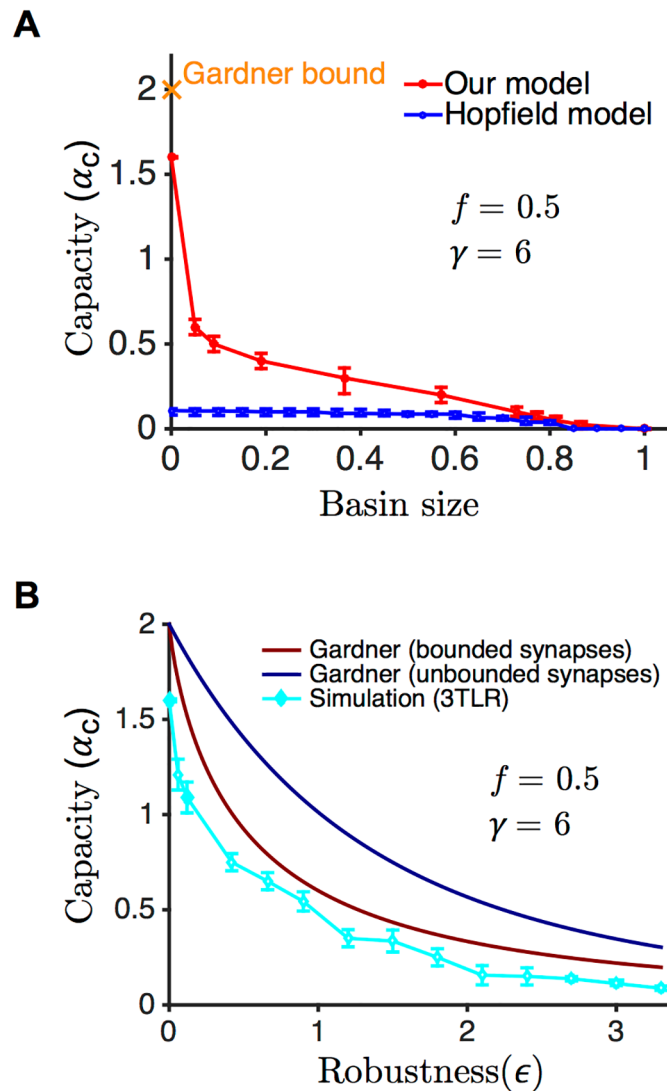 A
Gardner bound
Our model
Hopfield model
f = 0.5
γ = 6
Capacity (αc)
2
1.5
1
0.5
0
0
0.2
0.4
0.6
0.8
1
Basin size
B
Gardner (bounded synapses)
Gardner (unbounded synapses)
Simulation (3TLR)
f = 0.5
γ = 6
Capacity (αc)
2
1.5
1
0.5
0
0
1
2
3
Robustness(ϵ)